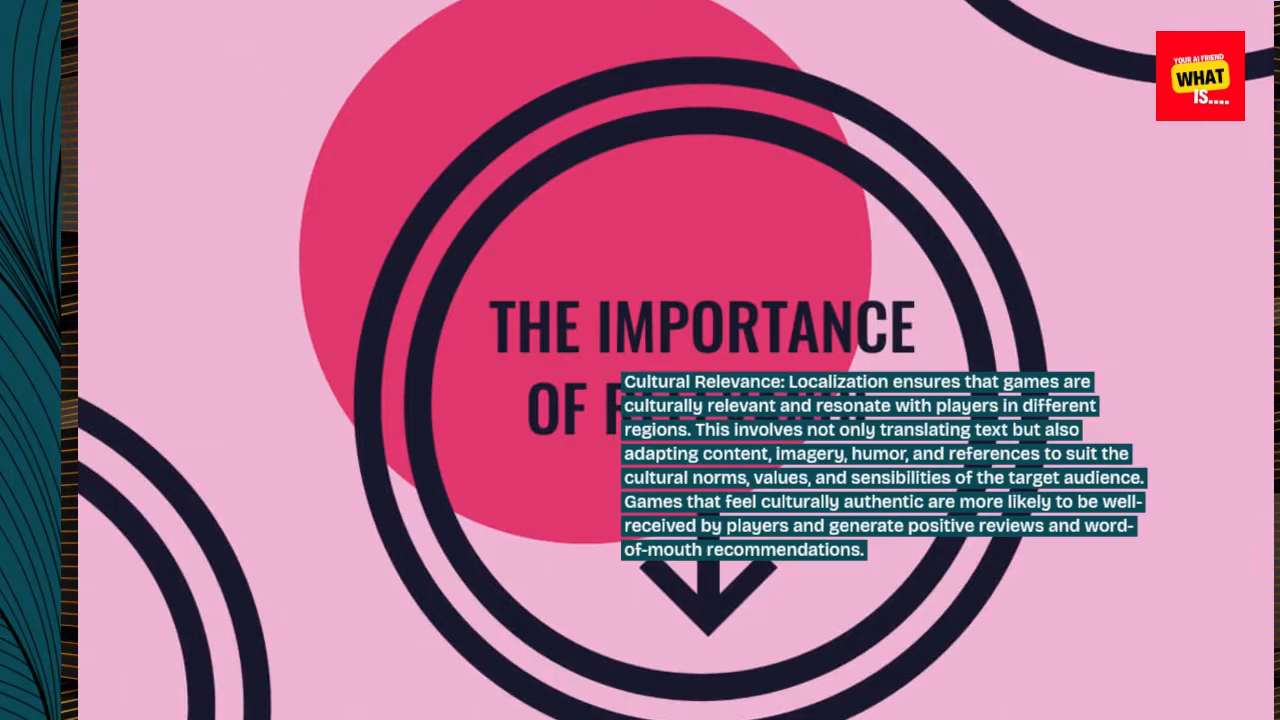 YOUR AI FRIEND
WHAT
IS....
THE IMPORTANCE
OF
Cultural Relevance: Localization ensures that games are
culturally relevant and resonate with players in different
regions. This involves not only translating text but also
adapting content, imagery, humor, and references to suit the
cultural norms, values, and sensibilities of the target audience.
Games that feel culturally authentic are more likely to be well-
received by players and generate positive reviews and word-
of-mouth recommendations.